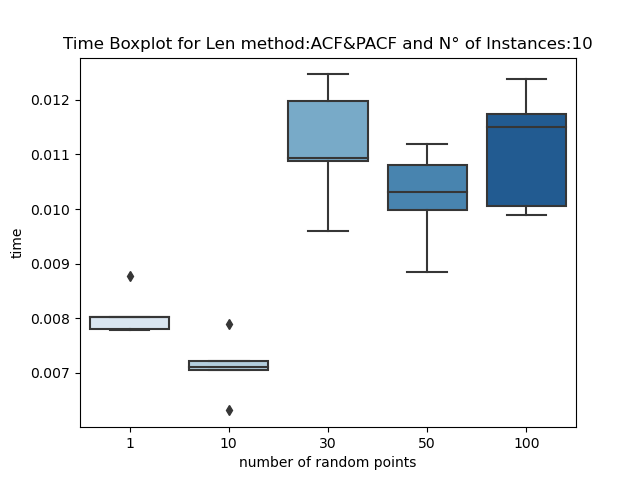 Time Boxplot for Len method:ACF&PACF and N° of Instances:10
0.012
0.011
0.010
0.009
0.008
0.007
time
1 10 30 50 100
number of random points